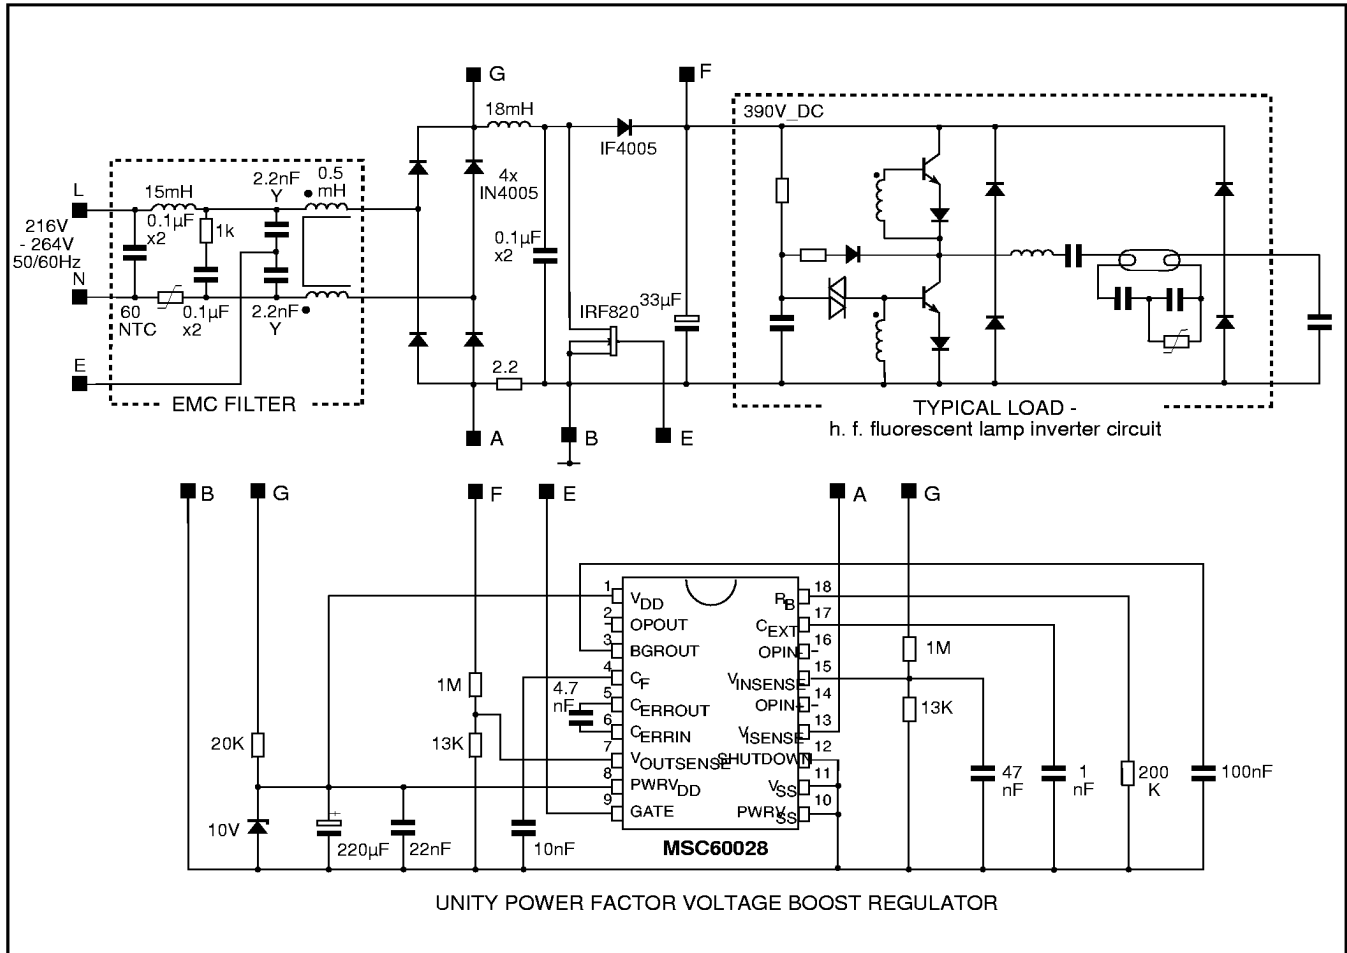 G
F
18mH
390V_DC
IF4005
L
15mH
2.2nF
Y
0.5
mH
4x
IN4005
216V
- 264V
50/60Hz
0.1µF
x2
1k
0.1µF
x2
N
60
NTC
0.1µF
x2
2.2nF
Y
IRF820
33µF
E
2.2
EMC FILTER
TYPICAL LOAD -
h. f. fluorescent lamp inverter circuit
A
B
E
B
G
F
E
A
G
1
VDD
18
RB
2
OPOUT
17
CEXT
3
BGROUT
16
OPIN-
1M
4
CF
15
VINSENSE
1M
4.7
nF
5
CERROUT
14
OPIN+
13K
6
CERRIN
13
VISENSE
20K
13K
7
VOUTSENSE
12
SHUTDOWN
8
PWRVDD
11
VSS
47
nF
1
nF
200
K
100nF
9
GATE
10
PWRVSS
10V
+
220µF
22nF
10nF
MSC60028
UNITY POWER FACTOR VOLTAGE BOOST REGULATOR